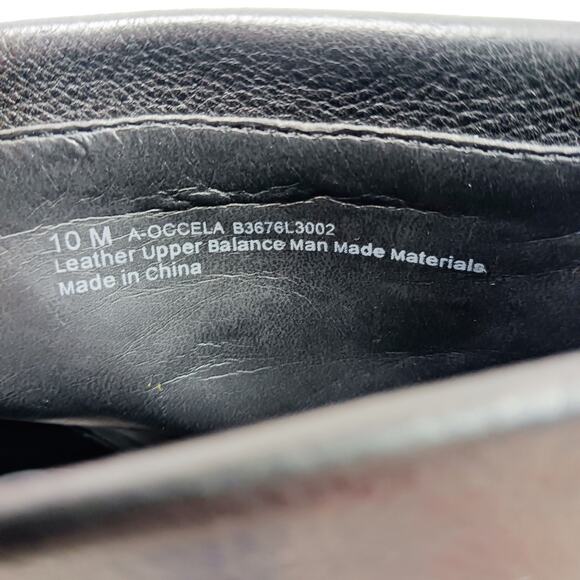 10 M A-OCCELA B3676L3002
Leather Upper Balance Man Made Materials
Made in China